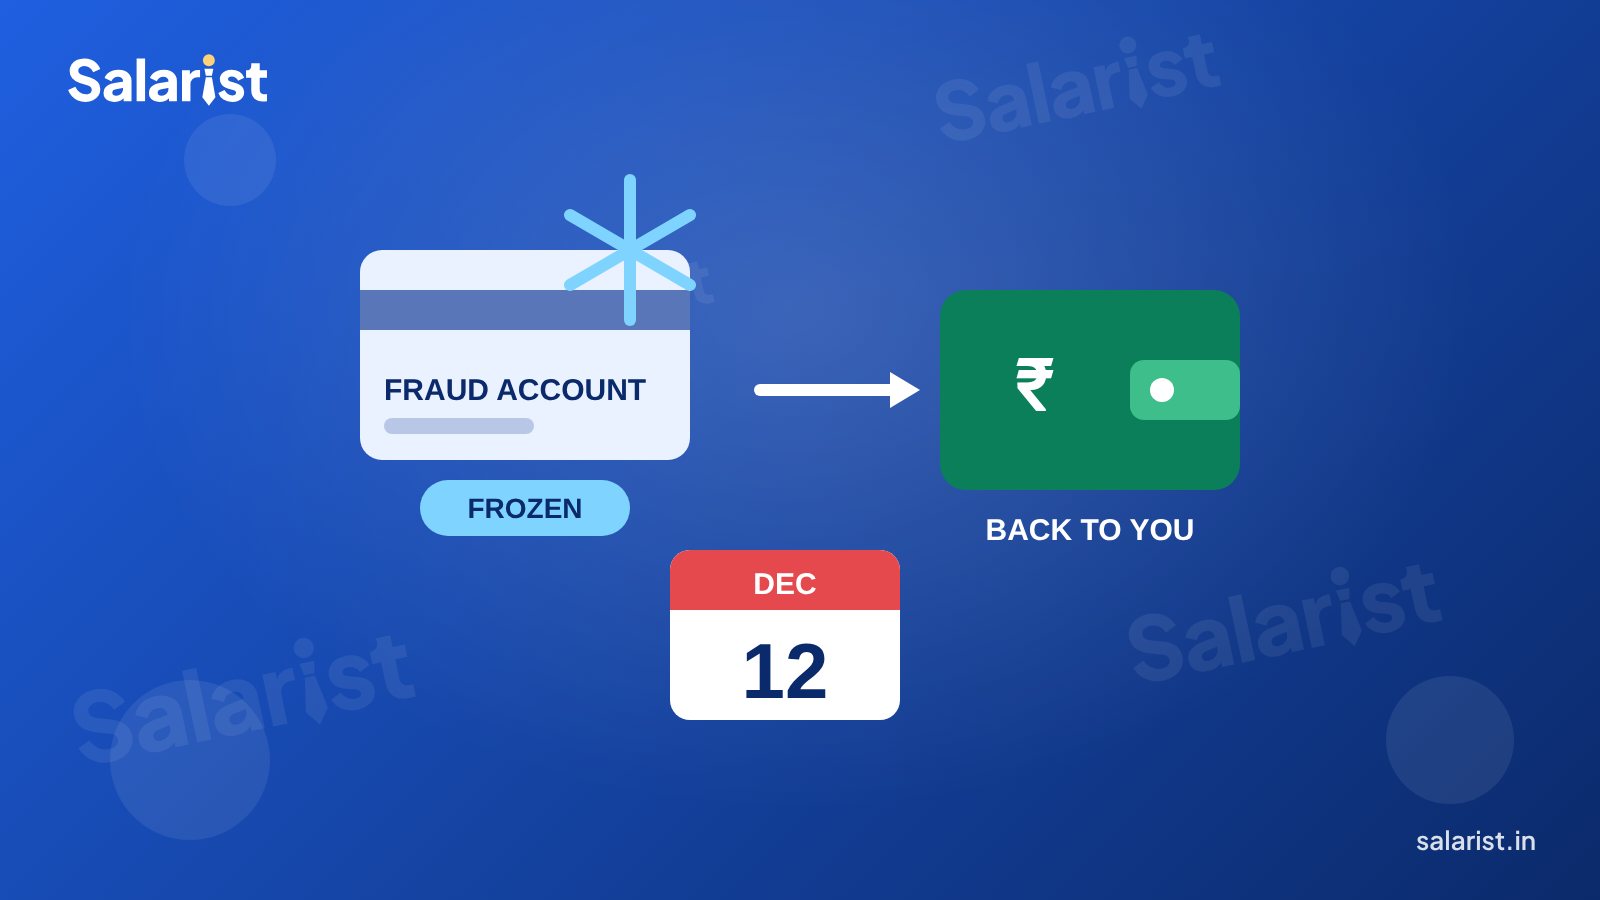 Salarist
Salarist
t
FRAUD ACCOUNT
₹
FROZEN
BACK TO YOU
DEC
12
Salarist
Salarist
salarist.in